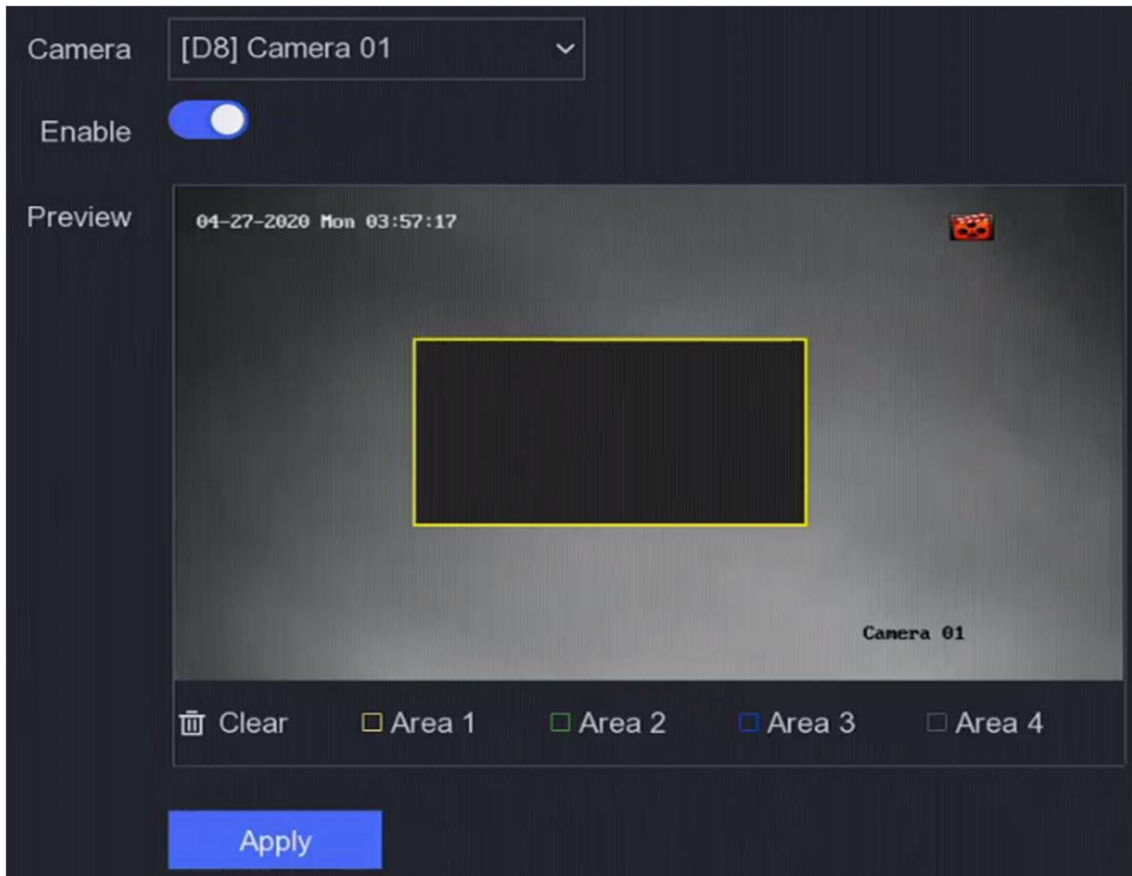 Camera
[D8] Camera 01
Enable
Preview
04-27-2020 Mon 03:57:17
Camera 01
Clear
Area 1
Area 2
Area 3
Area 4
Apply